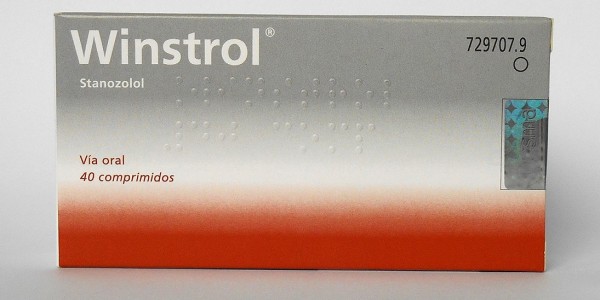 Winstrol®
729707.9
Stanozolol
Vía oral
40 comprimidos